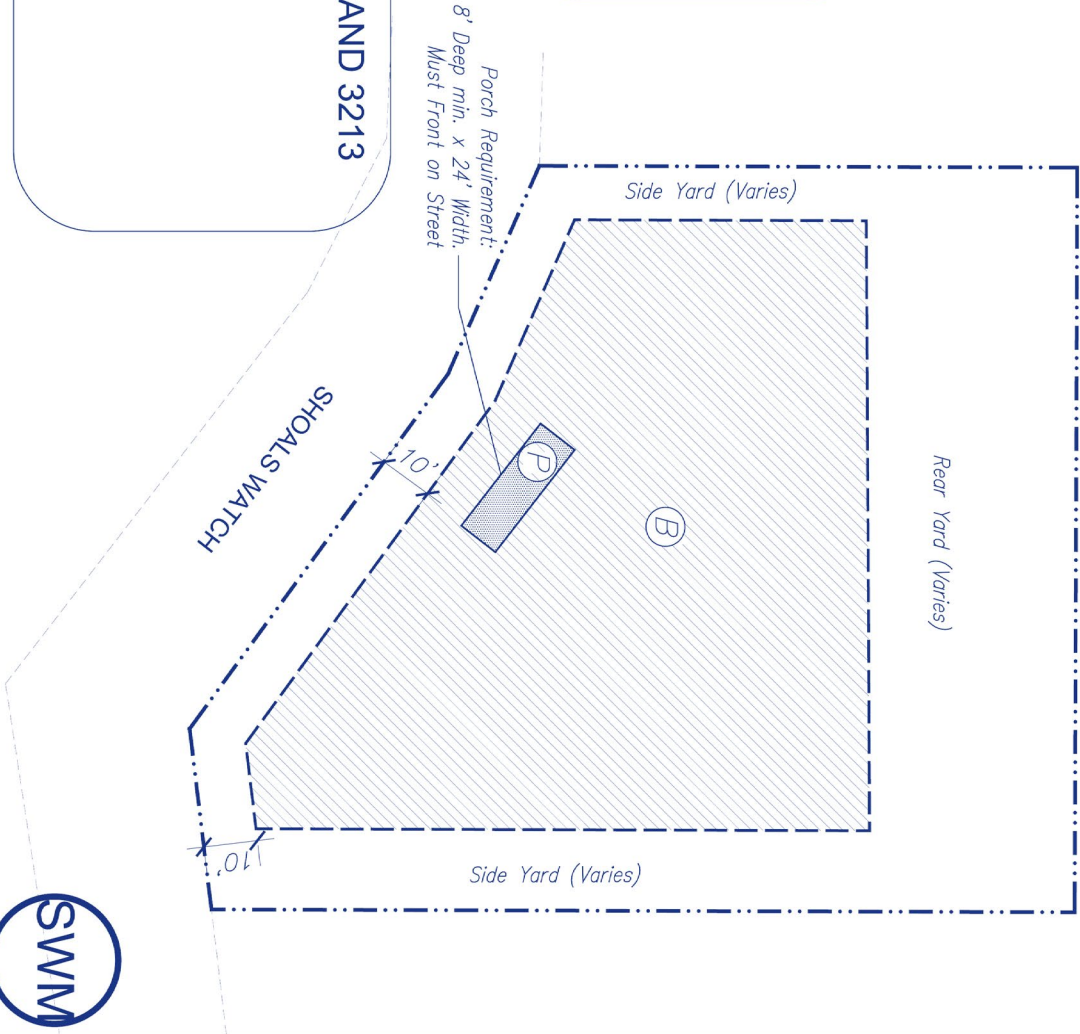 AND 3213
Porch Requirement:
8' Deep min. x 24' Width.
Must Front on Street
Side Yard (Varies)
Rear Yard (Varies)
SHOALS WATCH
10'
P
B
10'
Side Yard (Varies)
SWM